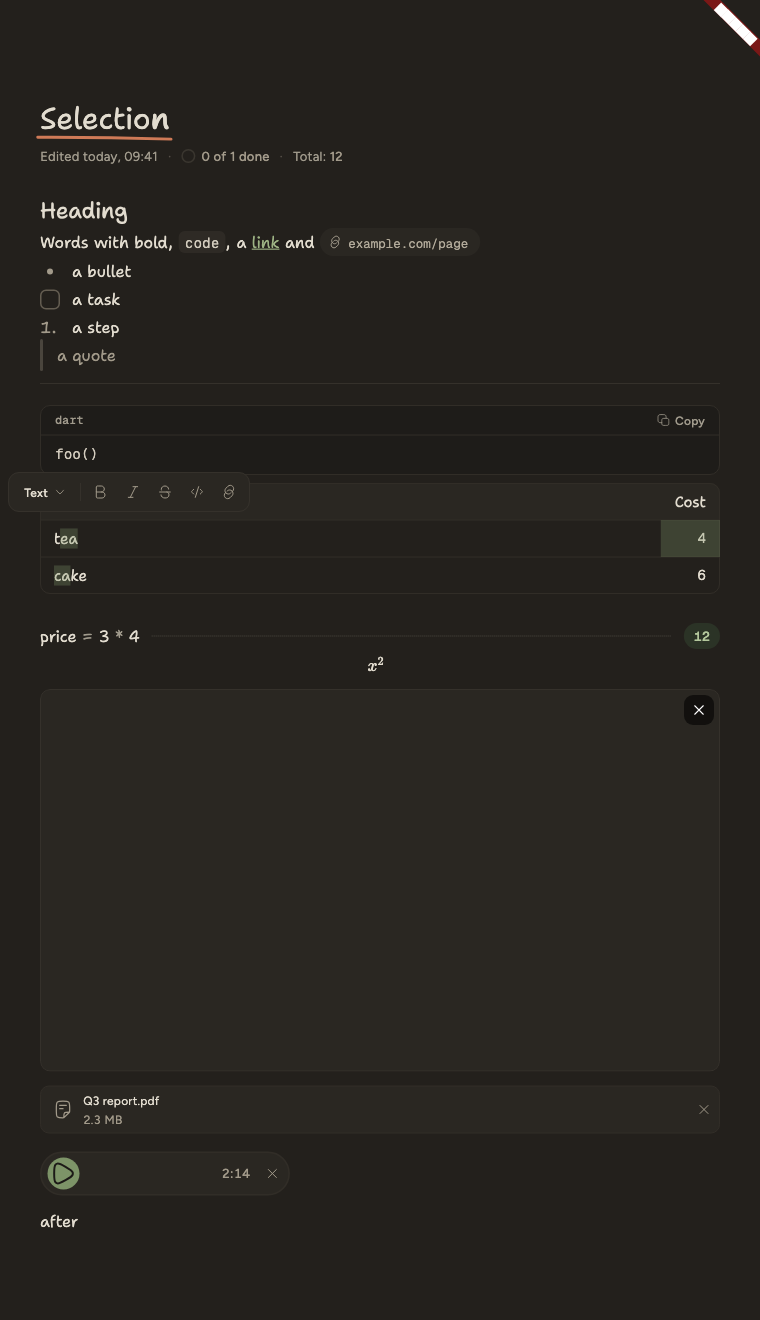 Selection
Edited today, 09:41 · 0 of 1 done · Total: 12
Heading
Words with bold, code, a link and example.com/page
• a bullet
a task
1. a step
a quote
dart Copy
foo()
Text
Cost
tea 4
cake 6
price = 3 * 4 12
x²
Q3 report.pdf
2.3 MB
2:14
after